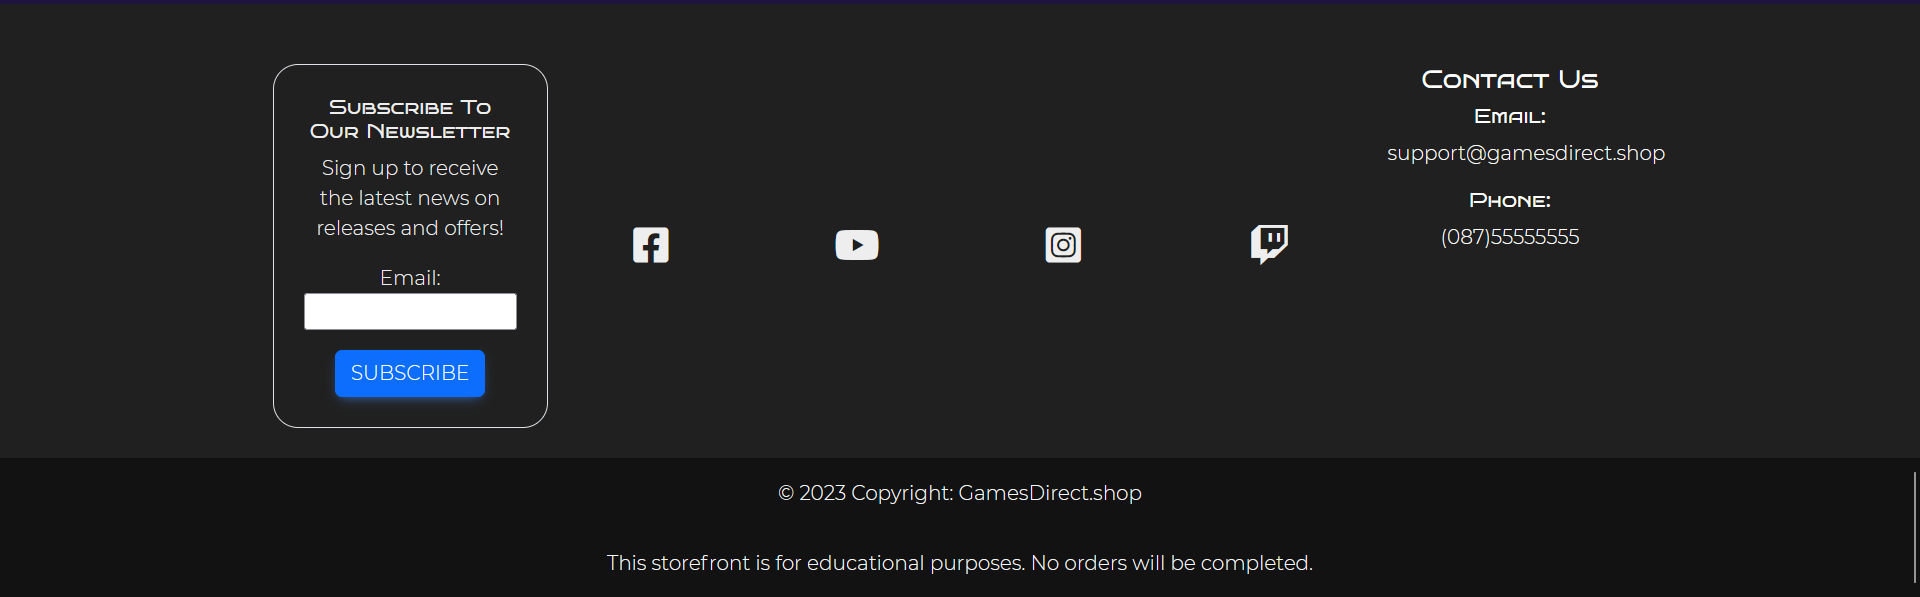 Subscribe To
Our Newsletter
Sign up to receive
the latest news on
releases and offers!
Email:
SUBSCRIBE
Contact Us
Email:
support@gamesdirect.shop
Phone:
(087)55555555
© 2023 Copyright: GamesDirect.shop
This storefront is for educational purposes. No orders will be completed.